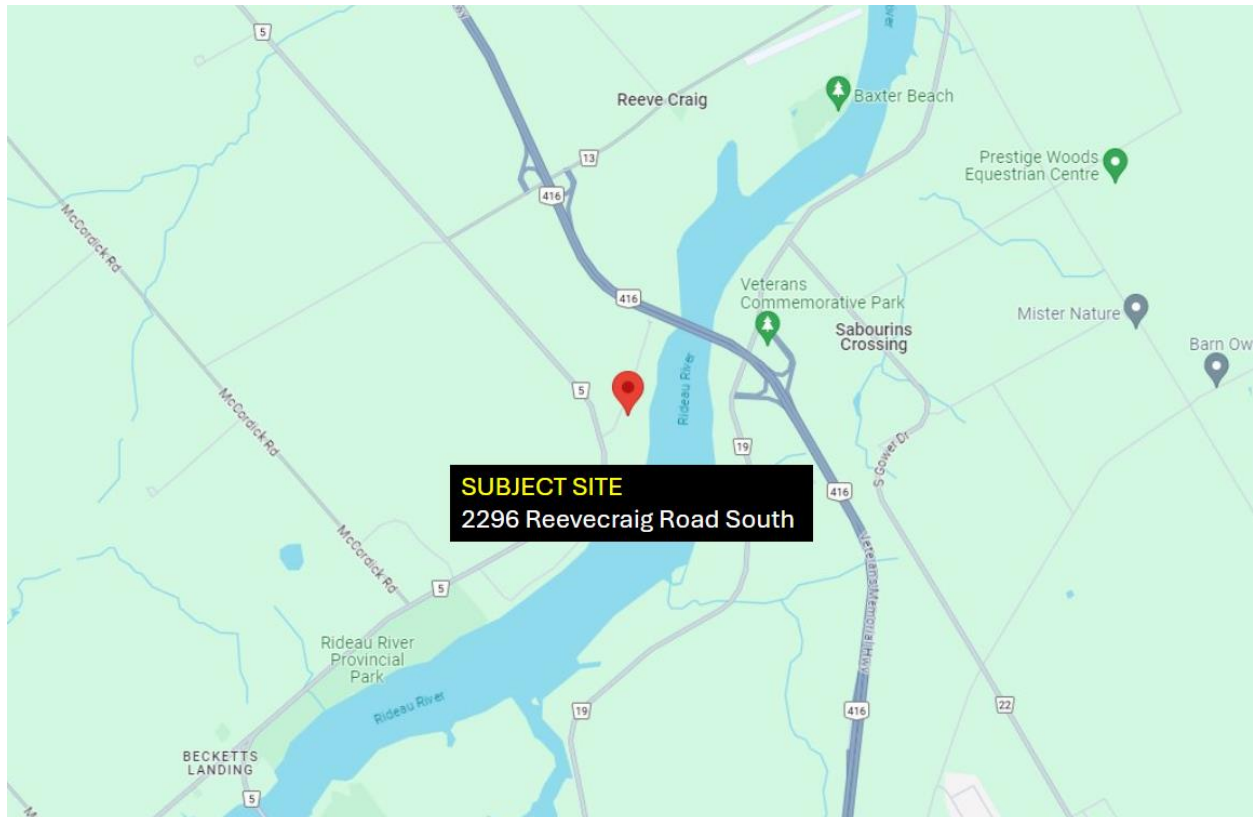 5
Reeve Craig
Baxter Beach
13
416
Prestige Woods
Equestrian Centre
McCordick Rd
416
Veterans
Commemorative Park
Mister Nature
Sabourins
Crossing
Barn Ow
Rideau River
5
McCordick Rd
19
S Gower Dr
SUBJECT SITE
2296 Reevecraig Road South
416
McCordick Rd
5
Veterans Memorial Hwy
Rideau River
Provincial
Park
Rideau River
19
22
416
BECKETTS
LANDING
5